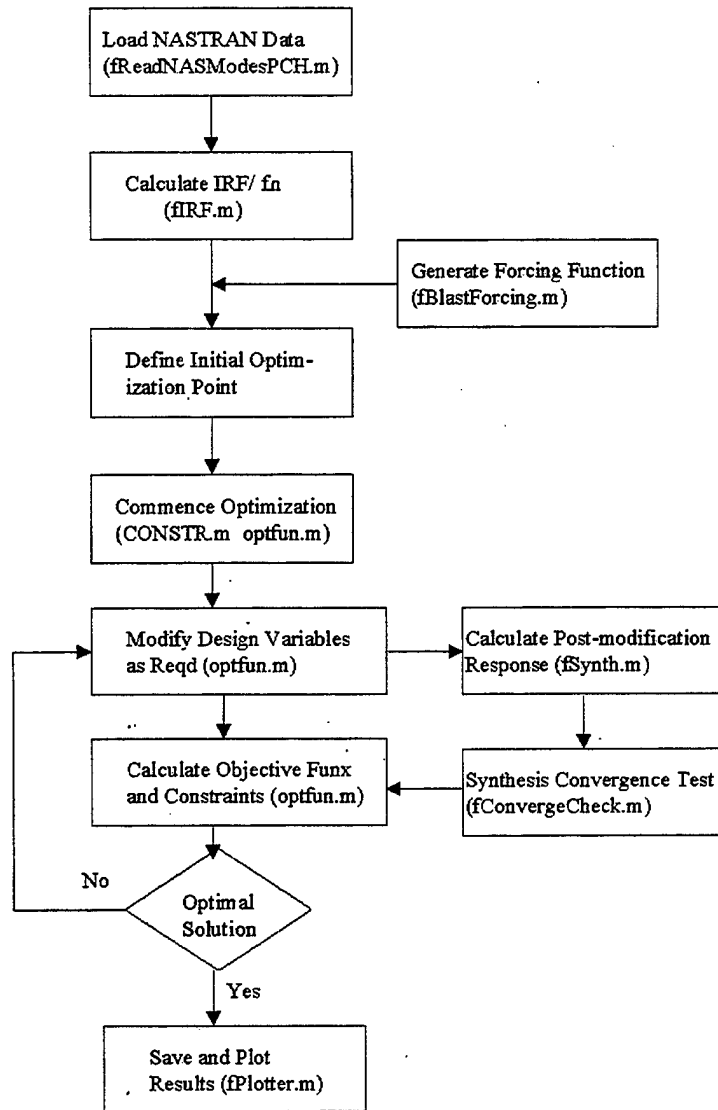 Load NASTRAN Data
(fReadNASModesPCH.m)
Calculate IRF/ fn
(fIRF.m)
Generate Forcing Function
(fBlastForcing.m)
Define Initial Optim-
ization Point
Commence Optimization
(CONSTR.m optfun.m)
Modify Design Variables
as Reqd (optfun.m)
Calculate Post-modification
Response (fSynth.m)
Calculate Objective Funx
and Constraints (optfun.m)
Synthesis Convergence Test
(fConvergeCheck.m)
No
Optimal
Solution
Yes
Save and Plot
Results (fPlotter.m)